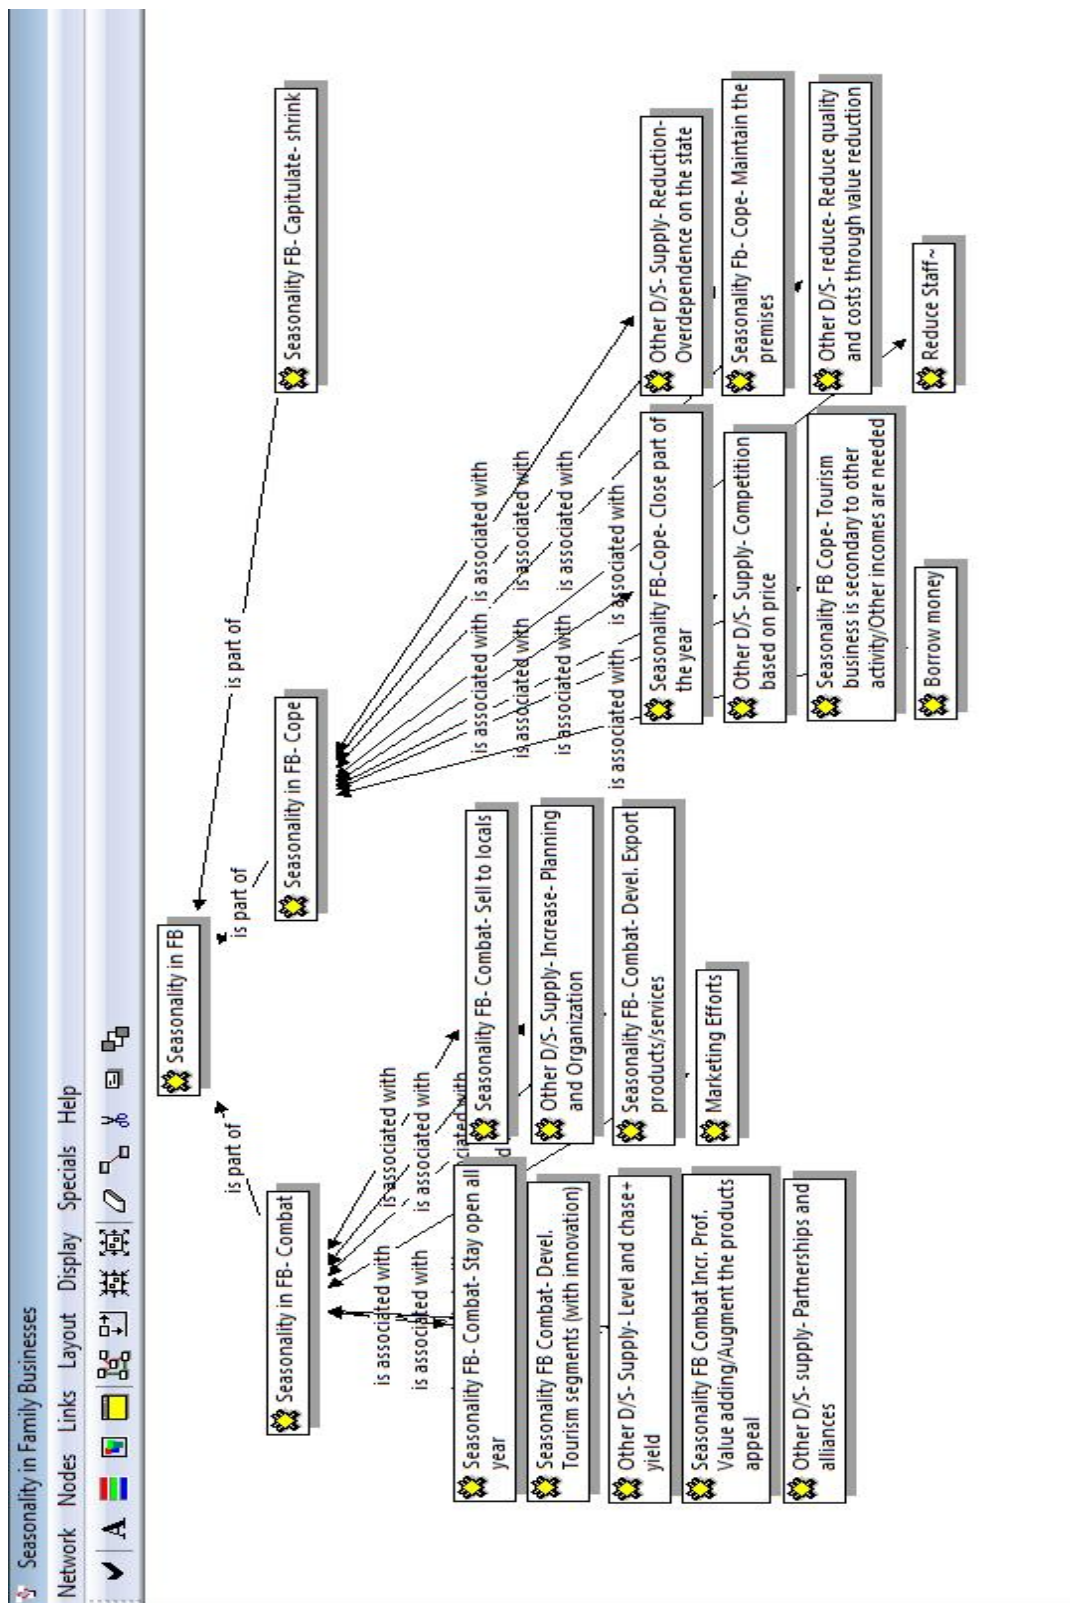 Seasonality in Family Businesses
Network Nodes Links Layout Display Specials Help
A
Seasonality in FB
is part of
is part of
is part of
Seasonality in FB- Combat
Seasonality in FB- Cope
Seasonality FB- Capitulate- shrink
is associated with
is associated with
is associated with
is associated with
is associated with
is associated with
is associated with
is associated with
is associated with
is associated with
is associated with
is associated with
Seasonality FB- Combat- Stay open all
year
Seasonality FB Combat- Devel.
Tourism segments (with innovation)
Other D/S- Supply- Level and chase+
yield
Seasonality FB Combat Incr. Prof.
Value adding/Augment the products
appeal
Other D/S- supply- Partnerships and
alliances
Seasonality FB- Combat- Sell to locals
Other D/S- Supply- Increase- Planning
and Organization
Seasonality FB- Combat- Devel. Export
products/services
Marketing Efforts
Seasonality FB-Cope- Close part of
the year
Other D/S- Supply- Competition
based on price
Seasonality FB Cope- Tourism
business is secondary to other
activity/Other incomes are needed
Borrow money
Other D/S- Supply- Reduction-
Overdependence on the state
Seasonality Fb- Cope- Maintain the
premises
Other D/S- reduce- Reduce quality
and costs through value reduction
Reduce Staff~